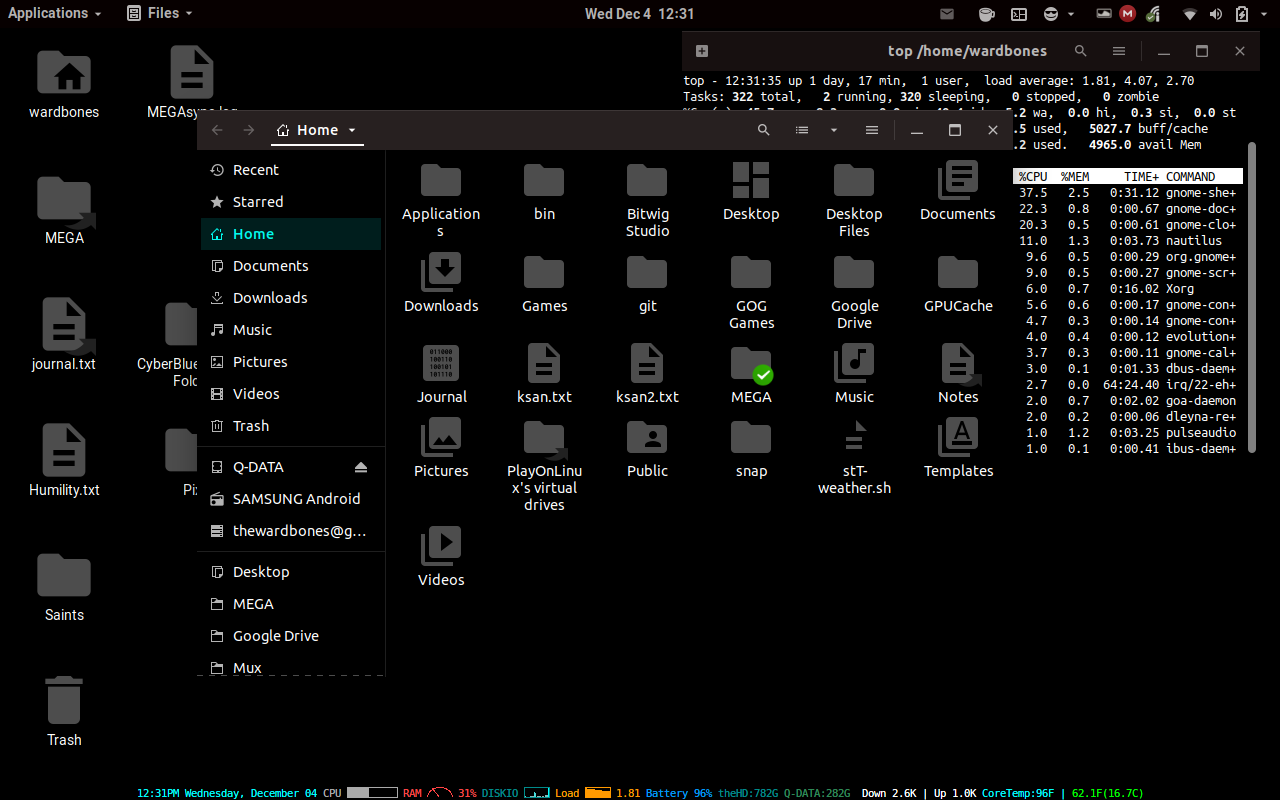 Applications Files Wed Dec 4 12:31
wardbones
MEGAsync.log
MEGA
journal.txt
CyberBlue
Fold
Humility.txt
Pix
Saints
Trash
top /home/wardbones
top - 12:31:35 up 1 day, 17 min, 1 user, load average: 1.81, 4.07, 2.70
Tasks: 322 total, 2 running, 320 sleeping, 0 stopped, 0 zombie
5.2 wa, 0.0 hi, 0.3 si, 0.0 st
.5 used, 5027.7 buff/cache
.2 used. 4965.0 avail Mem
%CPU %MEM TIME+ COMMAND
37.5 2.5 0:31.12 gnome-she+
22.3 0.8 0:00.67 gnome-doc+
20.3 0.5 0:00.61 gnome-clo+
11.0 1.3 0:03.73 nautilus
9.6 0.5 0:00.29 org.gnome+
9.0 0.5 0:00.27 gnome-scr+
6.0 0.7 0:16.02 Xorg
5.6 0.6 0:00.17 gnome-con+
4.7 0.3 0:00.14 gnome-con+
4.0 0.4 0:00.12 evolution+
3.7 0.3 0:00.11 gnome-cal+
3.0 0.1 0:01.33 dbus-daem+
2.7 0.0 64:24.40 irq/22-eh+
2.0 0.7 0:02.02 goa-daemon
2.0 0.2 0:00.06 dleyna-re+
1.0 1.2 0:03.25 pulseaudio
1.0 0.1 0:00.41 ibus-daem+
Home
Recent
Starred
Home
Documents
Downloads
Music
Pictures
Videos
Trash
Q-DATA
SAMSUNG Android
thewardbones@g…
Desktop
MEGA
Google Drive
Mux
Application
s
bin
Bitwig
Studio
Desktop
Desktop
Files
Documents
Downloads
Games
git
GOG
Games
Google
Drive
GPUCache
Journal
ksan.txt
ksan2.txt
MEGA
Music
Notes
Pictures
PlayOnLinu
x's virtual
drives
Public
snap
stT-
weather.sh
Templates
Videos
12:31PM Wednesday, December 04 CPU RAM 31% DISKIO Load 1.81 Battery 96% theHD:782G Q-DATA:282G Down 2.6K | Up 1.0K CoreTemp:96F | 62.1F(16.7C)